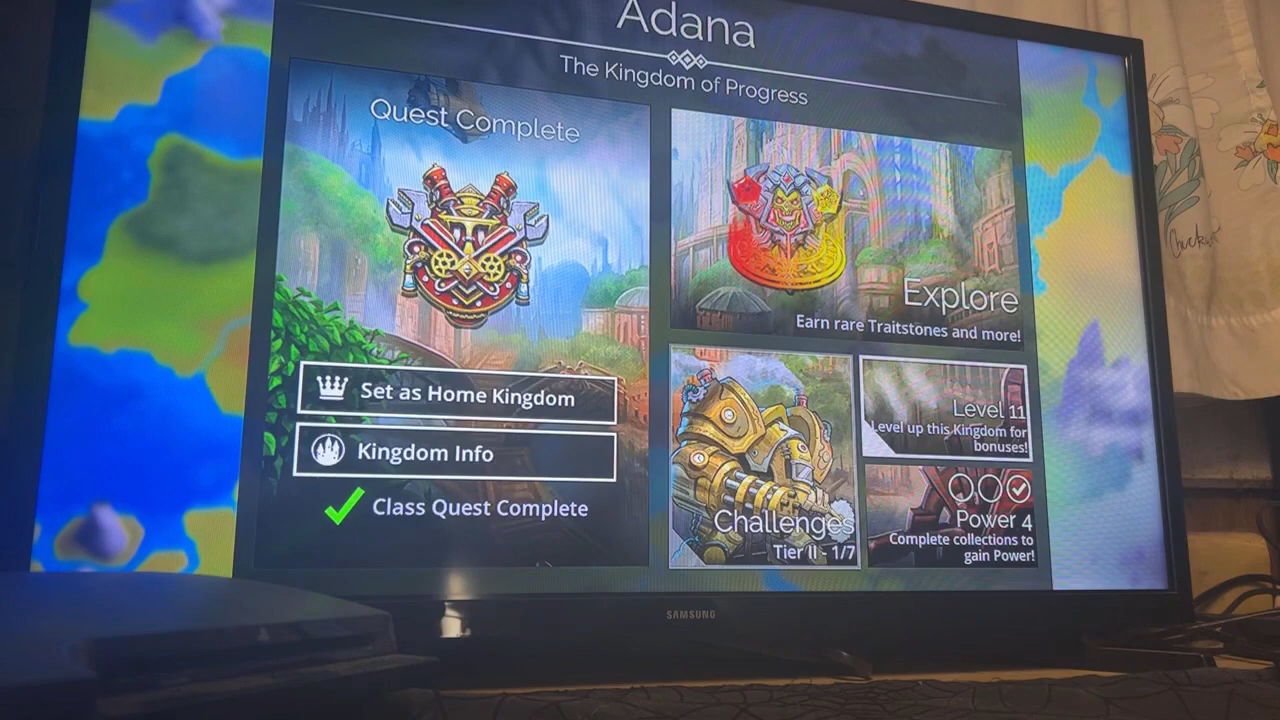 Adana
The Kingdom of Progress
Quest Complete
Set as Home Kingdom
Kingdom Info
Class Quest Complete
Explore
Earn rare Traitstones and more!
Challenges
Tier II - 1/7
Level 11
Level up this Kingdom for
bonuses!
Power 4
Complete collections to
gain Power!
SAMSUNG